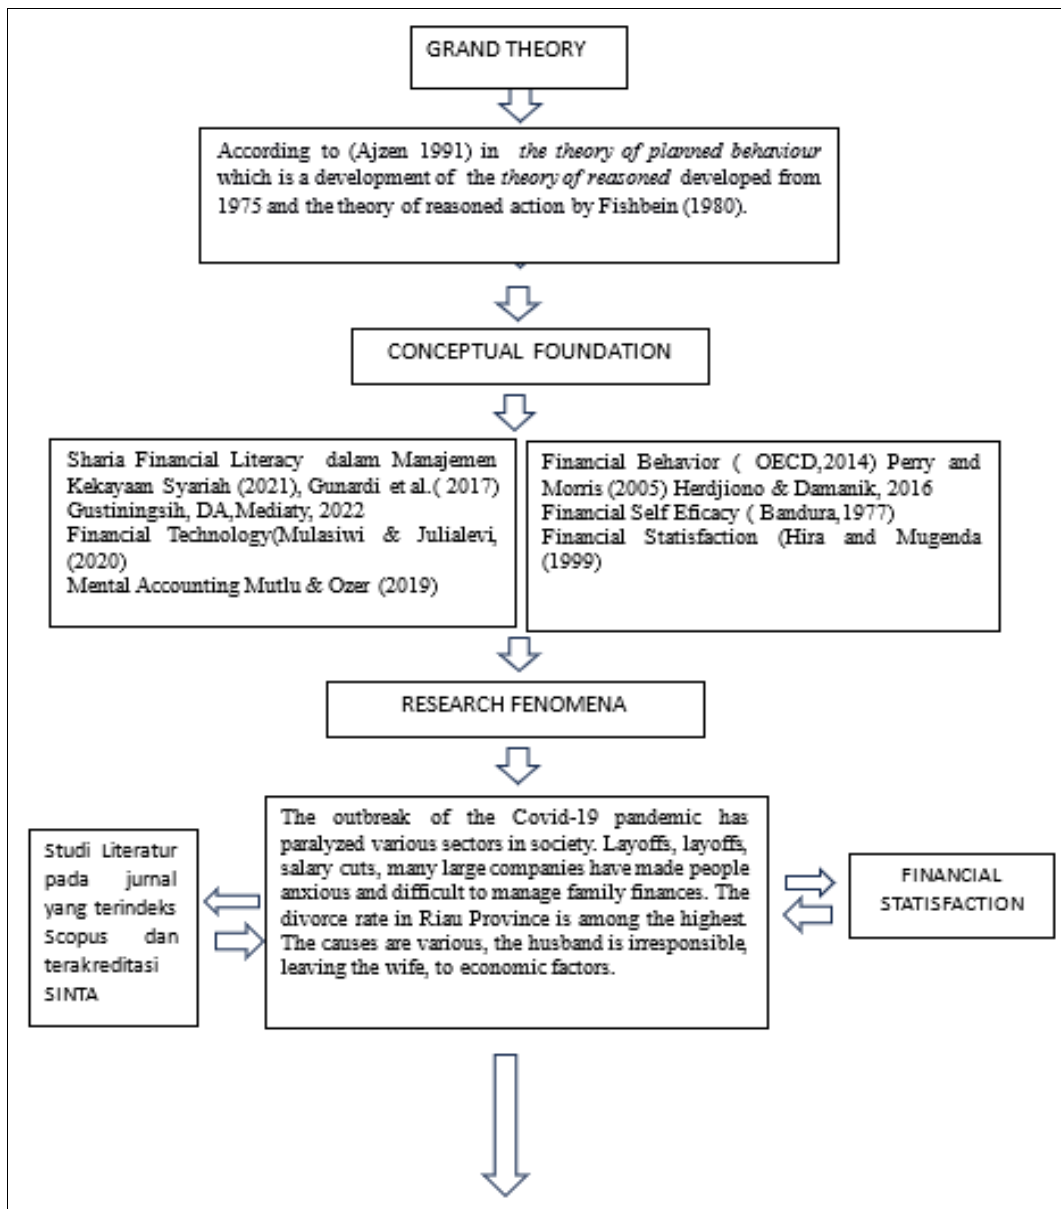 GRAND THEORY
According to (Ajzen 1991) in the theory of planned behaviour
which is a development of the theory of reasoned developed from
1975 and the theory of reasoned action by Fishbein (1980).
CONCEPTUAL FOUNDATION
Sharia Financial Literacy dalam Manajemen
Kekayaan Syariah (2021), Gunardi et al.( 2017)
Gustiningsih, DA,Mediaty, 2022
Financial Technology(Mulasiwi & Julialevi,
(2020)
Mental Accounting Mutlu & Ozer (2019)
Financial Behavior ( OECD,2014) Perry and
Morris (2005) Herdjiono & Damanik, 2016
Financial Self Eficacy ( Bandura,1977)
Financial Statisfaction (Hira and Mugenda
(1999)
RESEARCH FENOMENA
The outbreak of the Covid-19 pandemic has
paralyzed various sectors in society. Layoffs, layoffs,
salary cuts, many large companies have made people
anxious and difficult to manage family finances. The
divorce rate in Riau Province is among the highest.
The causes are various, the husband is irresponsible,
leaving the wife, to economic factors.
Studi Literatur
pada jurnal
yang terindeks
Scopus dan
terakreditasi
SINTA
FINANCIAL
STATISFACTION